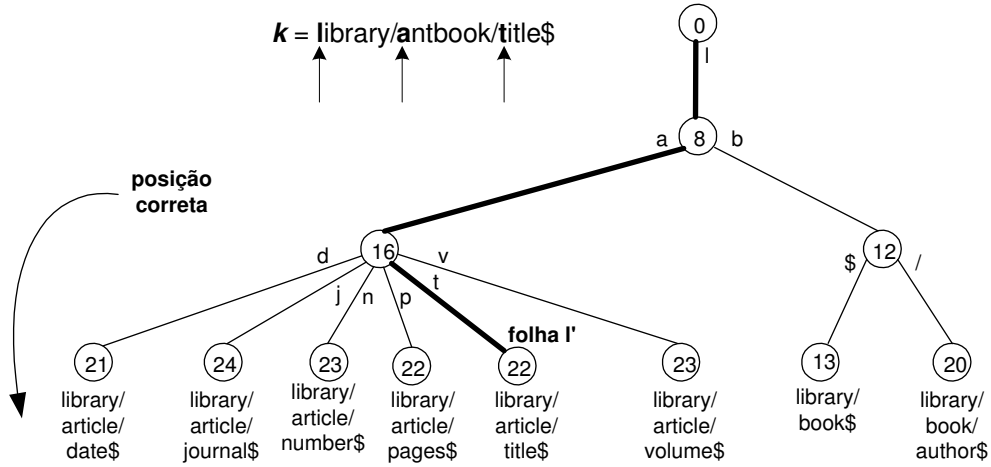 k = library/antbook/title$
0
l
a 8 b
posição
correta
16
12
d
j
n
p
t
v
$
/
folha l'
21
24
23
22
22
23
13
20
library/
article/
date$
library/
article/
journal$
library/
article/
number$
library/
article/
pages$
library/
article/
title$
library/
article/
volume$
library/
book$
library/
book/
author$